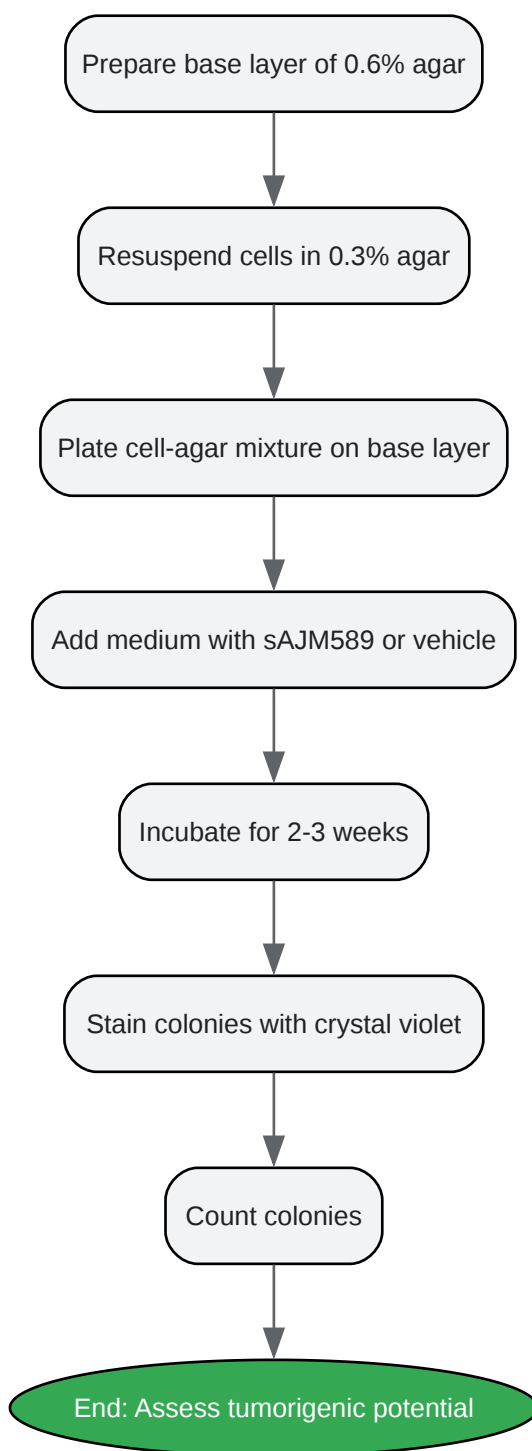 Prepare base layer of 0.6% agar
Resuspend cells in 0.3% agar
Plate cell-agar mixture on base layer
Add medium with sAJM589 or vehicle
Incubate for 2-3 weeks
Stain colonies with crystal violet
Count colonies
End: Assess tumorigenic potential